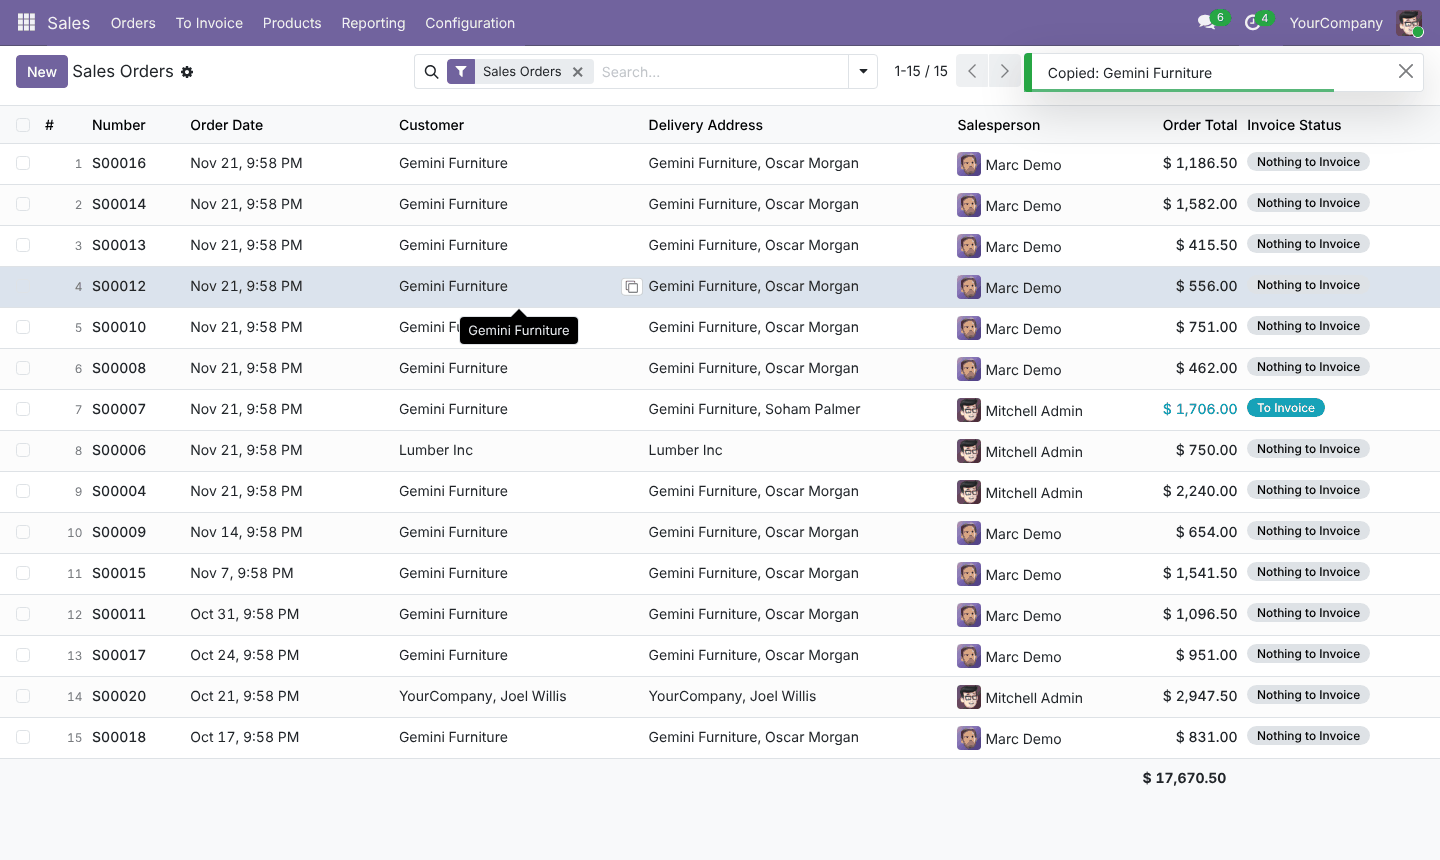 Sales Orders To Invoice Products Reporting Configuration 6 4 YourCompany
New Sales Orders Sales Orders Search... 1-15 / 15 Copied: Gemini Furniture
# Number Order Date Customer Delivery Address Salesperson Order Total Invoice Status
1 S00016 Nov 21, 9:58 PM Gemini Furniture Gemini Furniture, Oscar Morgan Marc Demo $ 1,186.50 Nothing to Invoice
2 S00014 Nov 21, 9:58 PM Gemini Furniture Gemini Furniture, Oscar Morgan Marc Demo $ 1,582.00 Nothing to Invoice
3 S00013 Nov 21, 9:58 PM Gemini Furniture Gemini Furniture, Oscar Morgan Marc Demo $ 415.50 Nothing to Invoice
4 S00012 Nov 21, 9:58 PM Gemini Furniture Gemini Furniture, Oscar Morgan Marc Demo $ 556.00 Nothing to Invoice
5 S00010 Nov 21, 9:58 PM Gemini Fu Gemini Furniture, Oscar Morgan Marc Demo $ 751.00 Nothing to Invoice
Gemini Furniture
6 S00008 Nov 21, 9:58 PM Gemini Furniture Gemini Furniture, Oscar Morgan Marc Demo $ 462.00 Nothing to Invoice
7 S00007 Nov 21, 9:58 PM Gemini Furniture Gemini Furniture, Soham Palmer Mitchell Admin $ 1,706.00 To Invoice
8 S00006 Nov 21, 9:58 PM Lumber Inc Lumber Inc Mitchell Admin $ 750.00 Nothing to Invoice
9 S00004 Nov 21, 9:58 PM Gemini Furniture Gemini Furniture, Oscar Morgan Mitchell Admin $ 2,240.00 Nothing to Invoice
10 S00009 Nov 14, 9:58 PM Gemini Furniture Gemini Furniture, Oscar Morgan Marc Demo $ 654.00 Nothing to Invoice
11 S00015 Nov 7, 9:58 PM Gemini Furniture Gemini Furniture, Oscar Morgan Marc Demo $ 1,541.50 Nothing to Invoice
12 S00011 Oct 31, 9:58 PM Gemini Furniture Gemini Furniture, Oscar Morgan Marc Demo $ 1,096.50 Nothing to Invoice
13 S00017 Oct 24, 9:58 PM Gemini Furniture Gemini Furniture, Oscar Morgan Marc Demo $ 951.00 Nothing to Invoice
14 S00020 Oct 21, 9:58 PM YourCompany, Joel Willis YourCompany, Joel Willis Mitchell Admin $ 2,947.50 Nothing to Invoice
15 S00018 Oct 17, 9:58 PM Gemini Furniture Gemini Furniture, Oscar Morgan Marc Demo $ 831.00 Nothing to Invoice
$ 17,670.50